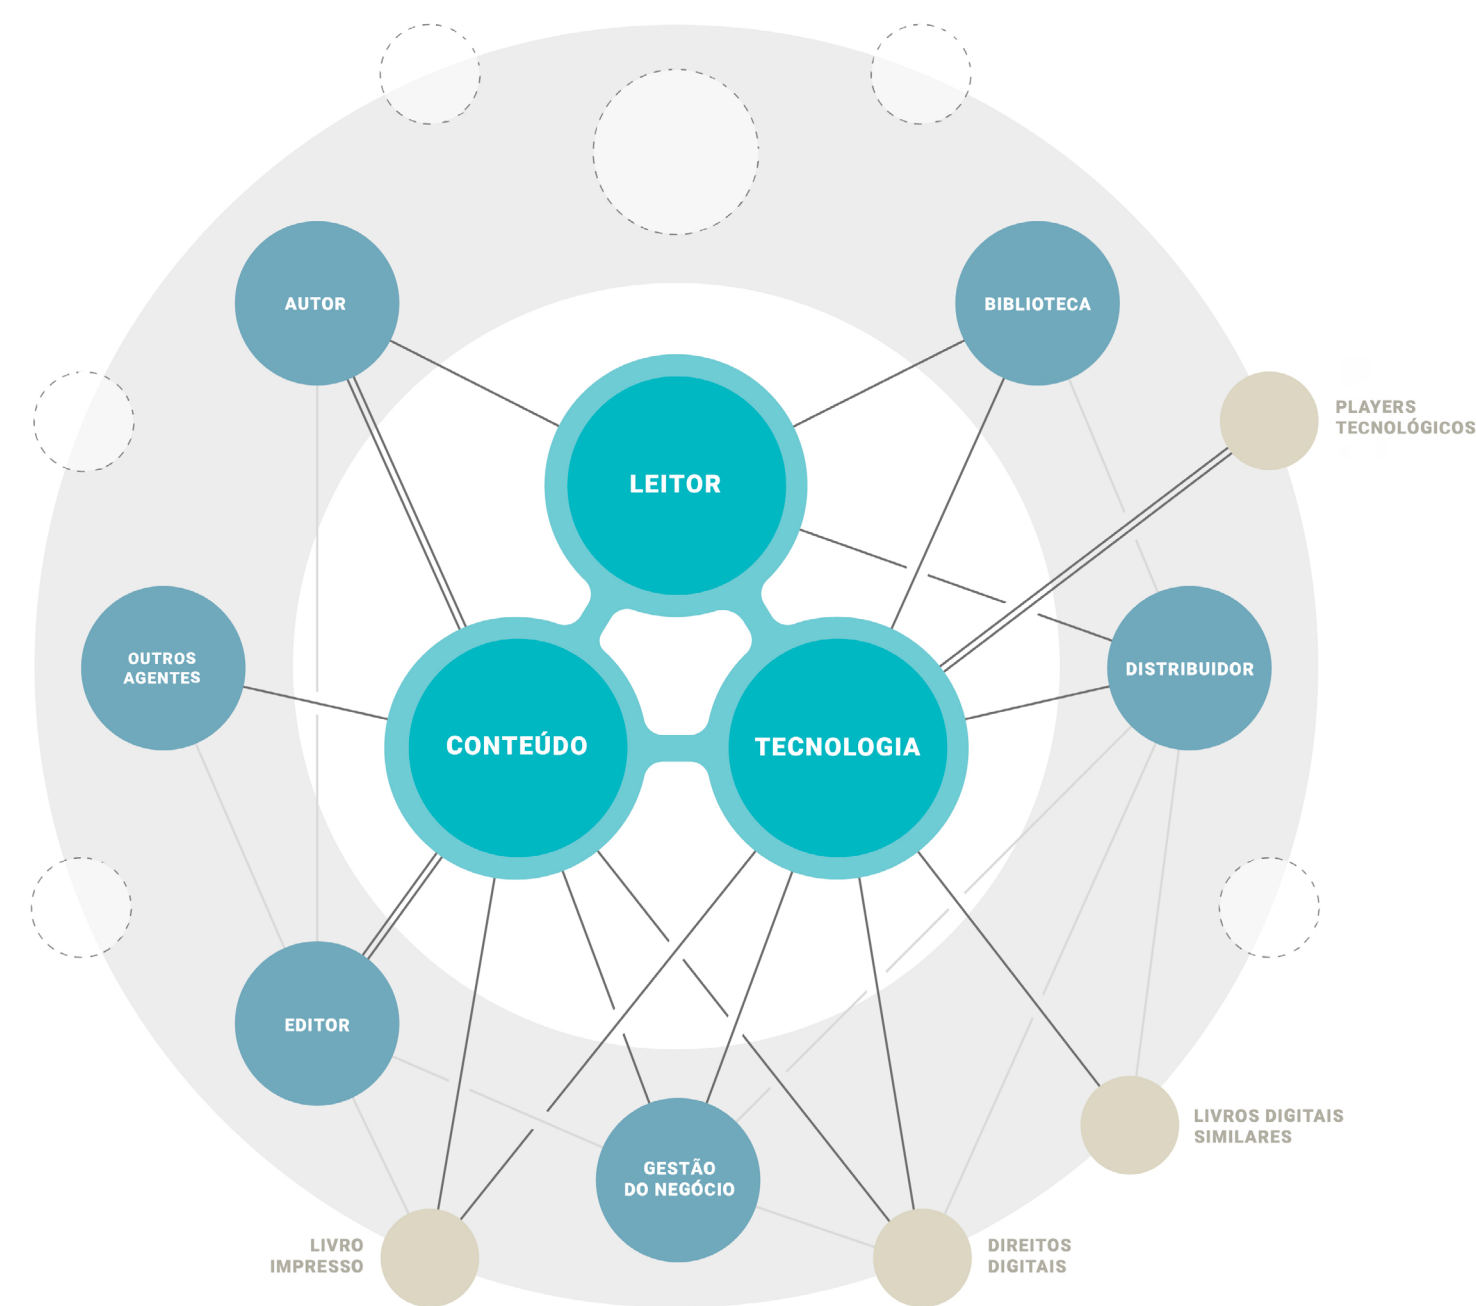 AUTOR
BIBLIOTECA
PLAYERS
TECNOLÓGICOS
LEITOR
OUTROS
AGENTES
DISTRIBUIDOR
CONTEÚDO
TECNOLOGIA
EDITOR
LIVROS DIGITAIS
SIMILARES
GESTÃO
DO NEGÓCIO
LIVRO
IMPRESSO
DIREITOS
DIGITAIS